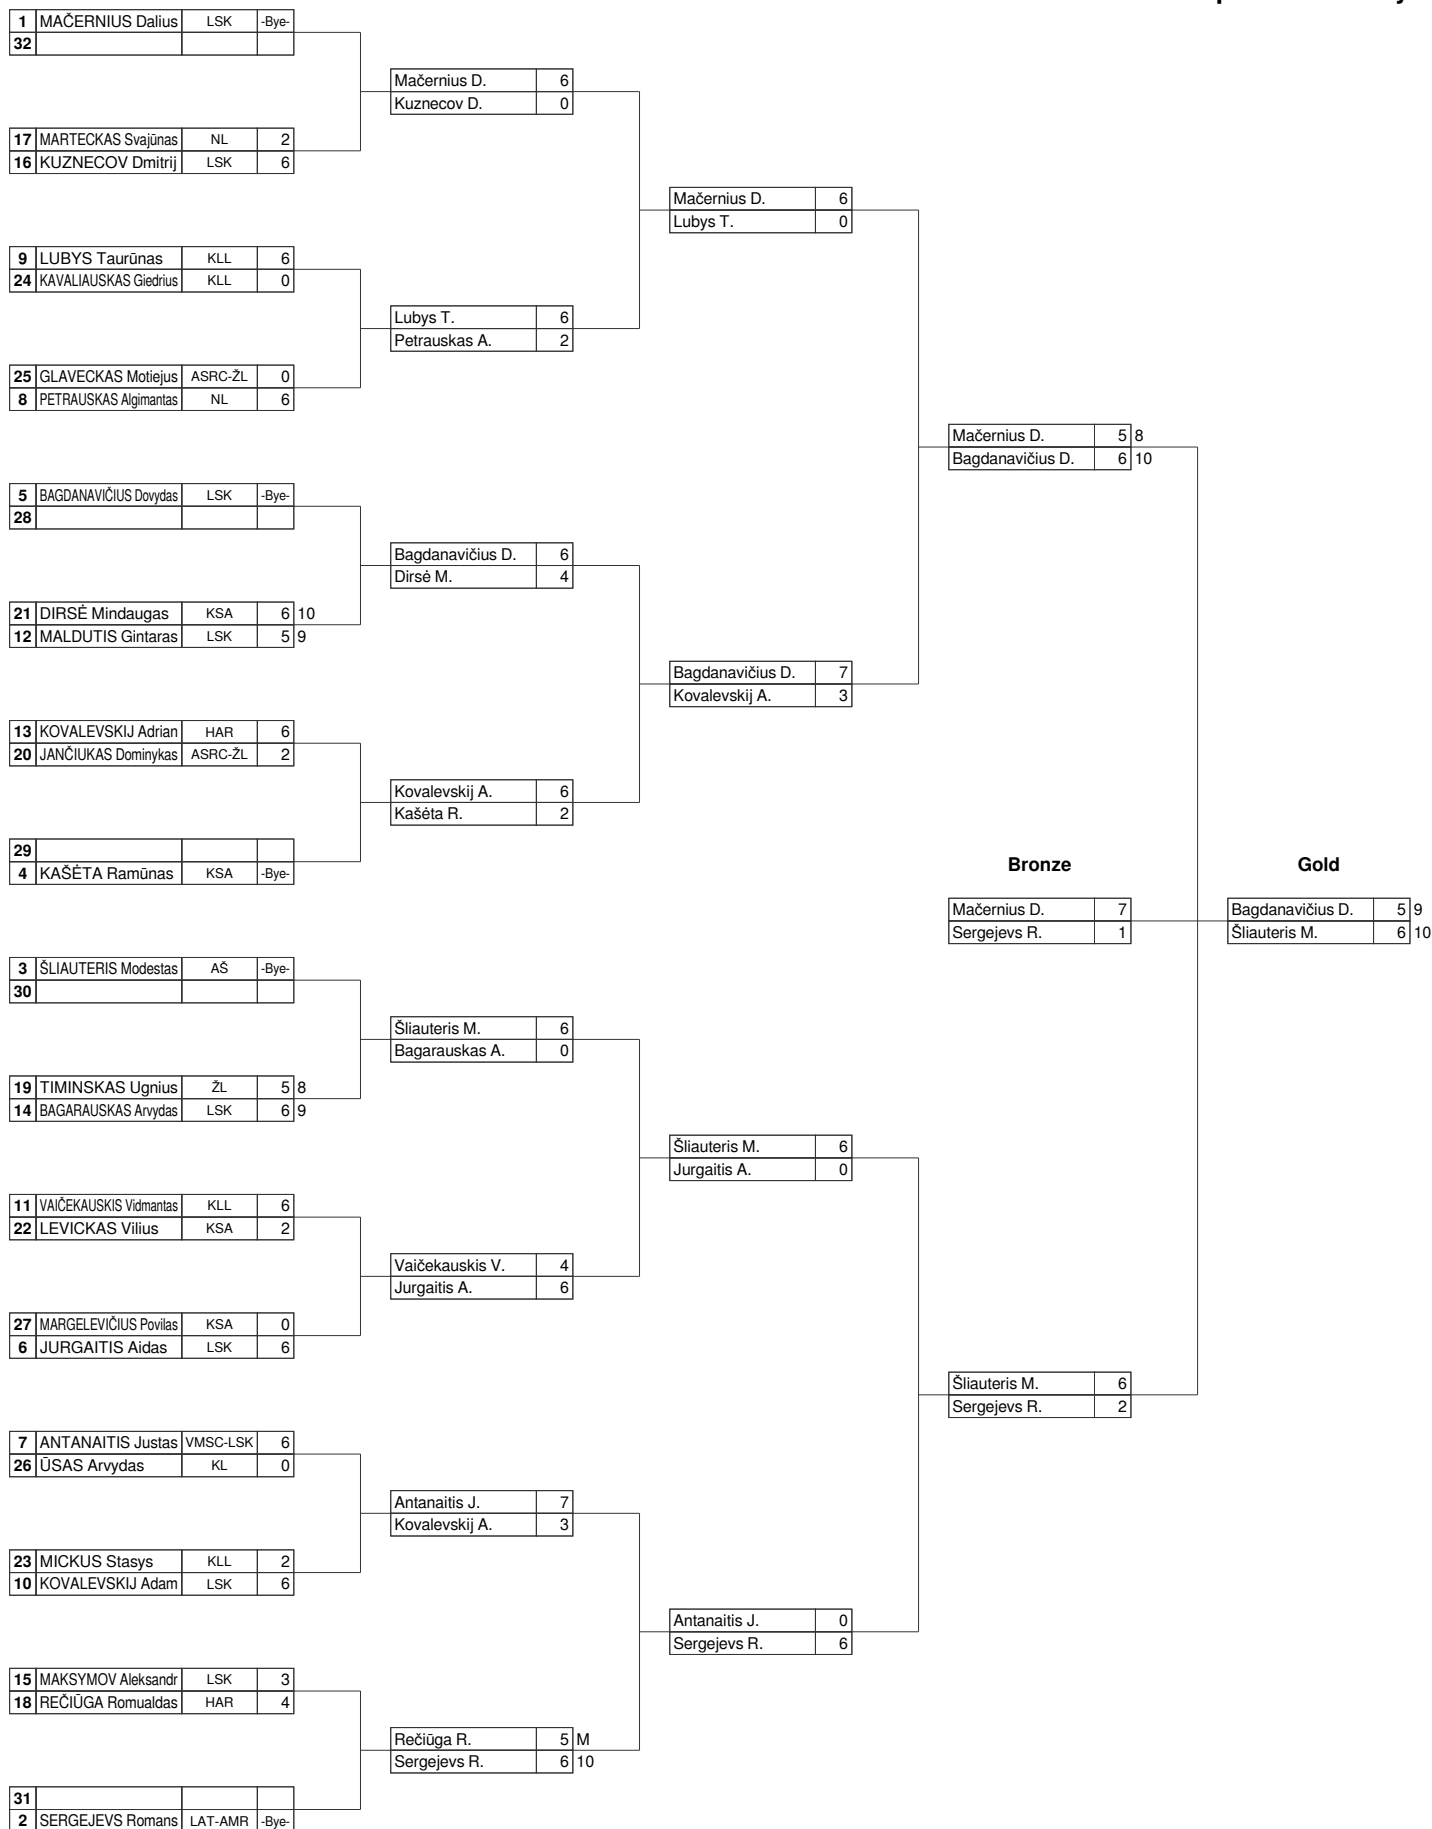 1 MAČERNIUS Dalius LSK -Bye-
32
Mačernius D. 6
Kuznecov D. 0
17 MARTECKAS Svajūnas NL 2
16 KUZNECOV Dmitrij LSK 6
Mačernius D. 6
Lubys T. 0
9 LUBYS Taurūnas KLL 6
24 KAVALIAUSKAS Giedrius KLL 0
Lubys T. 6
Petrauskas A. 2
25 GLAVECKAS Motiejus ASRC-ŽL 0
8 PETRAUSKAS Algimantas NL 6
Mačernius D. 5 8
Bagdanavičius D. 6 10
5 BAGDANAVIČIUS Dovydas LSK -Bye-
28
Bagdanavičius D. 6
Dirsė M. 4
21 DIRSĖ Mindaugas KSA 6 10
12 MALDUTIS Gintaras LSK 5 9
Bagdanavičius D. 7
Kovalevskij A. 3
13 KOVALEVSKIJ Adrian HAR 6
20 JANČIUKAS Dominykas ASRC-ŽL 2
Kovalevskij A. 6
Kašėta R. 2
29
4 KAŠĖTA Ramūnas KSA -Bye-
Bronze Gold
Mačernius D. 7 Bagdanavičius D. 5 9
Sergejevs R. 1 Šliauteris M. 6 10
3 ŠLIAUTERIS Modestas AŠ -Bye-
30
Šliauteris M. 6
Bagarauskas A. 0
19 TIMINSKAS Ugnius ŽL 5 8
14 BAGARAUSKAS Arvydas LSK 6 9
Šliauteris M. 6
Jurgaitis A. 0
11 VAIČEKAUSKIS Vidmantas KLL 6
22 LEVICKAS Vilius KSA 2
Vaičekauskis V. 4
Jurgaitis A. 6
27 MARGELEVIČIUS Povilas KSA 0
6 JURGAITIS Aidas LSK 6
Šliauteris M. 6
Sergejevs R. 2
7 ANTANAITIS Justas VMSC-LSK 6
26 ŪSAS Arvydas KL 0
Antanaitis J. 7
Kovalevskij A. 3
23 MICKUS Stasys KLL 2
10 KOVALEVSKIJ Adam LSK 6
Antanaitis J. 0
Sergejevs R. 6
15 MAKSYMOV Aleksandr LSK 3
18 REČIŪGA Romualdas HAR 4
Rečiūga R. 5 M
Sergejevs R. 6 10
31
2 SERGEJEVS Romans LAT-AMR -Bye-